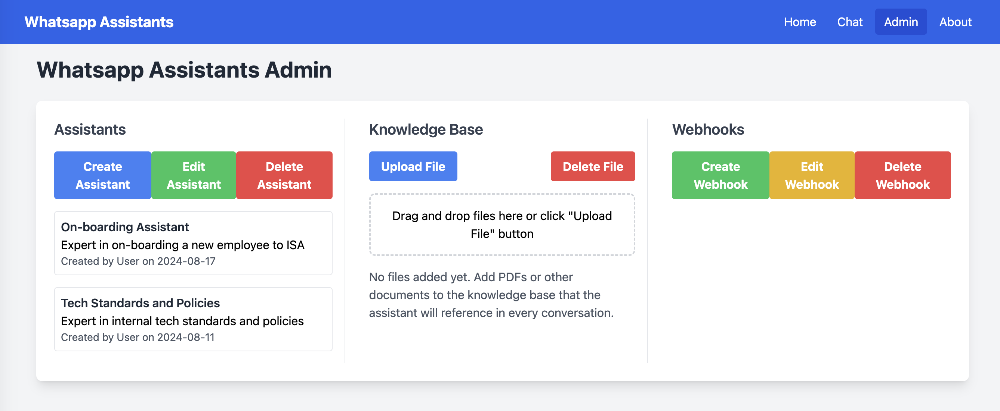 Whatsapp Assistants
Home
Chat
Admin
About
Whatsapp Assistants Admin
Assistants
Create
Assistant
Edit
Assistant
Delete
Assistant
On-boarding Assistant
Expert in on-boarding a new employee to ISA
Created by User on 2024-08-17
Tech Standards and Policies
Expert in internal tech standards and policies
Created by User on 2024-08-11
Knowledge Base
Upload File
Delete File
Drag and drop files here or click "Upload
File" button
No files added yet. Add PDFs or other
documents to the knowledge base that the
assistant will reference in every conversation.
Webhooks
Create
Webhook
Edit
Webhook
Delete
Webhook